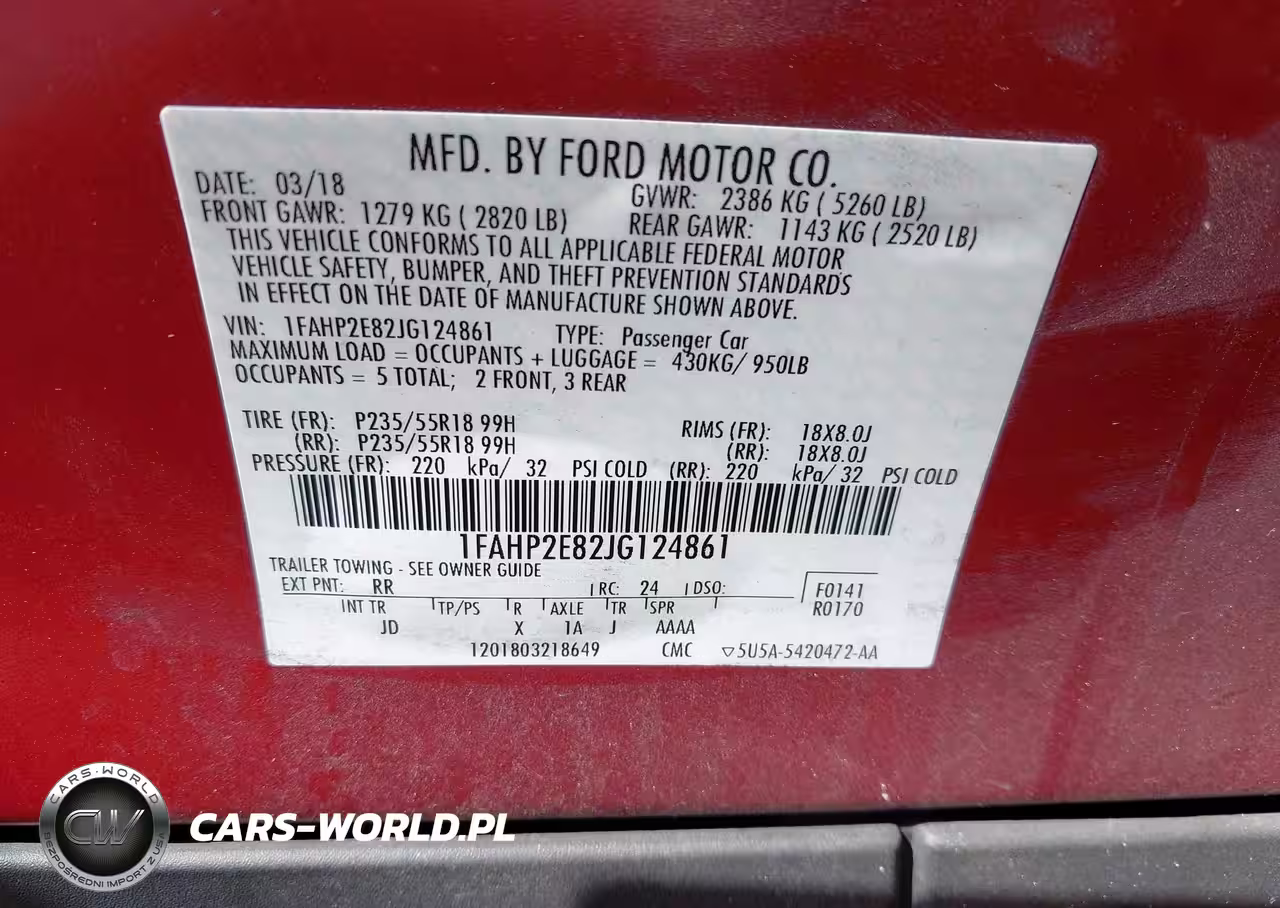 MFD. BY FORD MOTOR CO.
DATE: 03/18 GVWR: 2386 KG ( 5260 LB)
FRONT GAWR: 1279 KG ( 2820 LB) REAR GAWR: 1143 KG ( 2520 LB)
THIS VEHICLE CONFORMS TO ALL APPLICABLE FEDERAL MOTOR
VEHICLE SAFETY, BUMPER, AND THEFT PREVENTION STANDARDS
IN EFFECT ON THE DATE OF MANUFACTURE SHOWN ABOVE.
VIN: 1FAHP2E82JG124861 TYPE: Passenger Car
MAXIMUM LOAD = OCCUPANTS + LUGGAGE = 430KG/ 950LB
OCCUPANTS = 5 TOTAL; 2 FRONT, 3 REAR
TIRE (FR): P235/55R18 99H RIMS (FR): 18X8.0J
(RR): P235/55R18 99H (RR): 18X8.0J
PRESSURE (FR): 220 kPa/ 32 PSI COLD (RR): 220 kPa/ 32 PSI COLD
1FAHP2E82JG124861
TRAILER TOWING - SEE OWNER GUIDE
EXT PNT: RR RC: 24 DSO: F0141
INT TR TP/PS R AXLE TR SPR R0170
JD X 1A J AAAA
1201803218649 CMC ▽5U5A-5420472-AA
CARS-WORLD
CW
BEZPOŚREDNI IMPORT Z USA
CARS-WORLD.PL